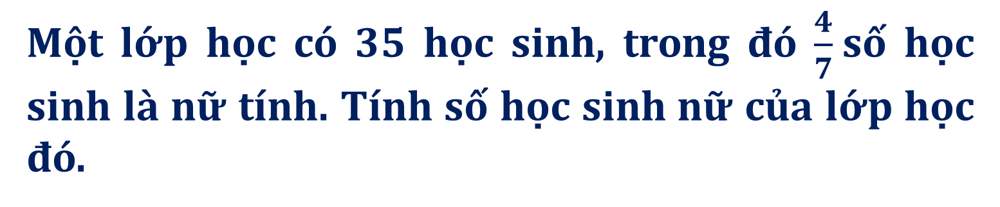 Một lớp học có 35 học sinh, trong đó 4/7 số học
sinh là nữ tính. Tính số học sinh nữ của lớp học
đó.